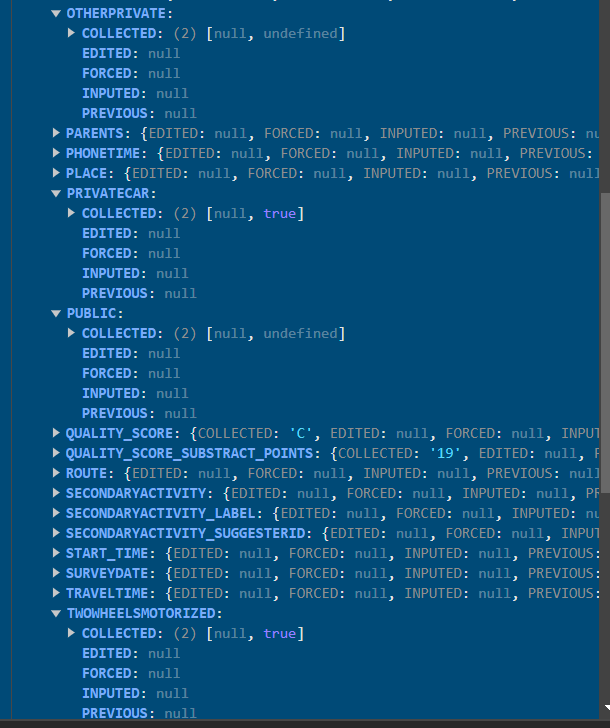 OTHERPRIVATE:
COLLECTED: (2) [null, undefined]
EDITED: null
FORCED: null
INPUTED: null
PREVIOUS: null
PARENTS: {EDITED: null, FORCED: null, INPUTED: null, PREVIOUS: nu
PHONETIME: {EDITED: null, FORCED: null, INPUTED: null, PREVIOUS:
PLACE: {EDITED: null, FORCED: null, INPUTED: null, PREVIOUS: null
PRIVATECAR:
COLLECTED: (2) [null, true]
EDITED: null
FORCED: null
INPUTED: null
PREVIOUS: null
PUBLIC:
COLLECTED: (2) [null, undefined]
EDITED: null
FORCED: null
INPUTED: null
PREVIOUS: null
QUALITY_SCORE: {COLLECTED: 'C', EDITED: null, FORCED: null, INPUT
QUALITY_SCORE_SUBSTRACT_POINTS: {COLLECTED: '19', EDITED: null, F
ROUTE: {EDITED: null, FORCED: null, INPUTED: null, PREVIOUS: null
SECONDARYACTIVITY: {EDITED: null, FORCED: null, INPUTED: null, PR
SECONDARYACTIVITY_LABEL: {EDITED: null, FORCED: null, INPUTED: nu
SECONDARYACTIVITY_SUGGESTERID: {EDITED: null, FORCED: null, INPUT
START_TIME: {EDITED: null, FORCED: null, INPUTED: null, PREVIOUS:
SURVEYDATE: {EDITED: null, FORCED: null, INPUTED: null, PREVIOUS:
TRAVELTIME: {EDITED: null, FORCED: null, INPUTED: null, PREVIOUS:
TWOWHEELSMOTORIZED:
COLLECTED: (2) [null, true]
EDITED: null
FORCED: null
INPUTED: null
PREVIOUS: null